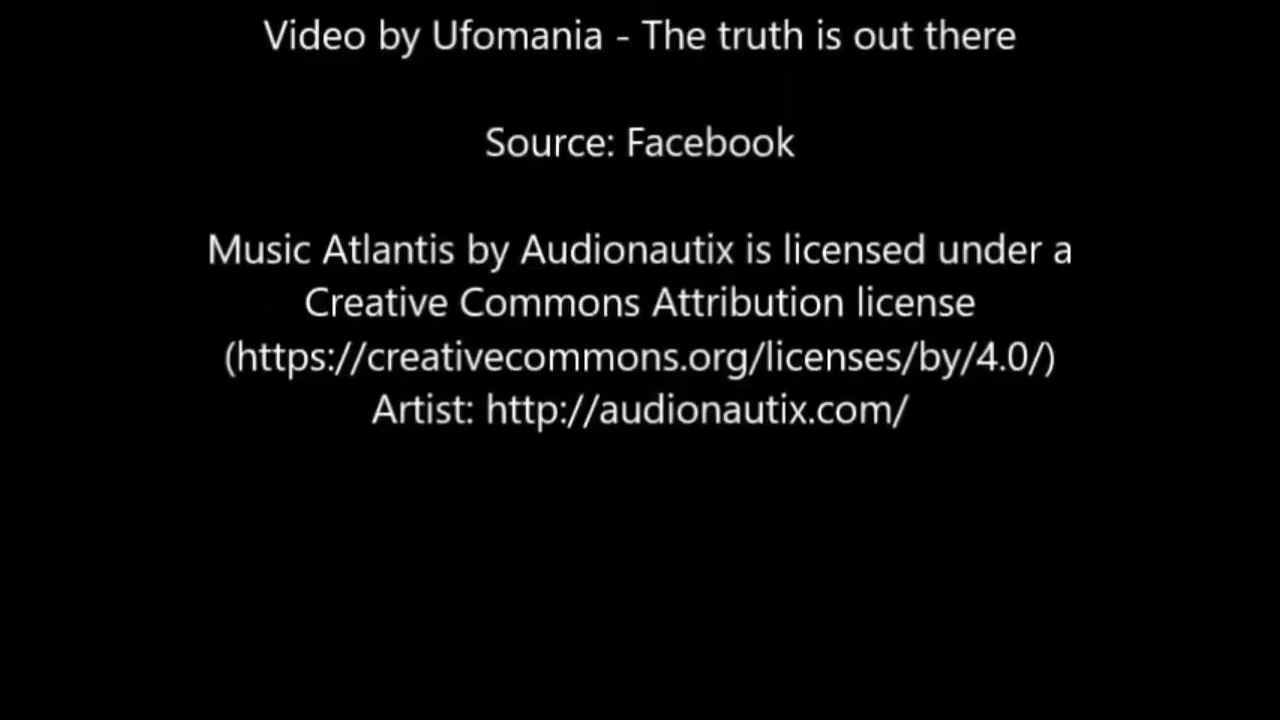 Video by Ufomania - The truth is out there
Source: Facebook
Music Atlantis by Audionautix is licensed under a
Creative Commons Attribution license
(https://creativecommons.org/licenses/by/4.0/)
Artist: http://audionautix.com/